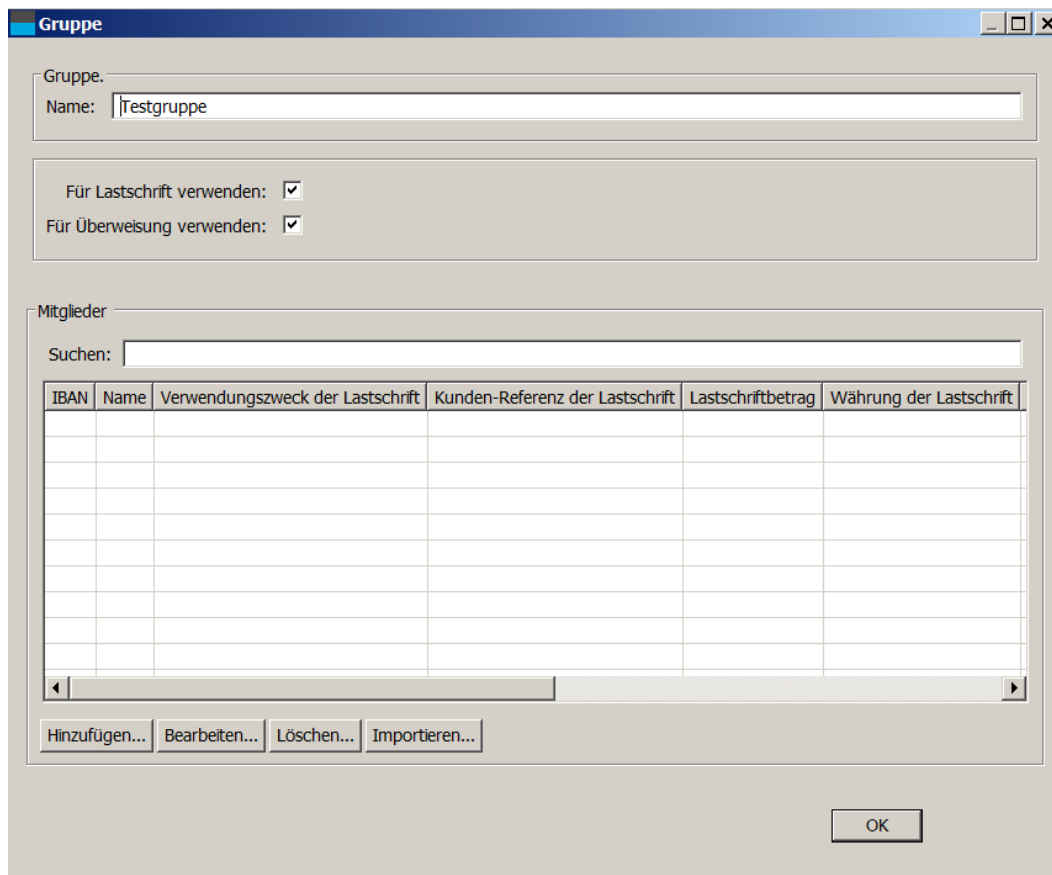 Gruppe
Gruppe.
Name: Testgruppe
Für Lastschrift verwenden:
Für Überweisung verwenden:
Mitglieder
Suchen:
IBAN Name Verwendungszweck der Lastschrift Kunden-Referenz der Lastschrift Lastschriftbetrag Währung der Lastschrift
Hinzufügen... Bearbeiten... Löschen... Importieren...
OK